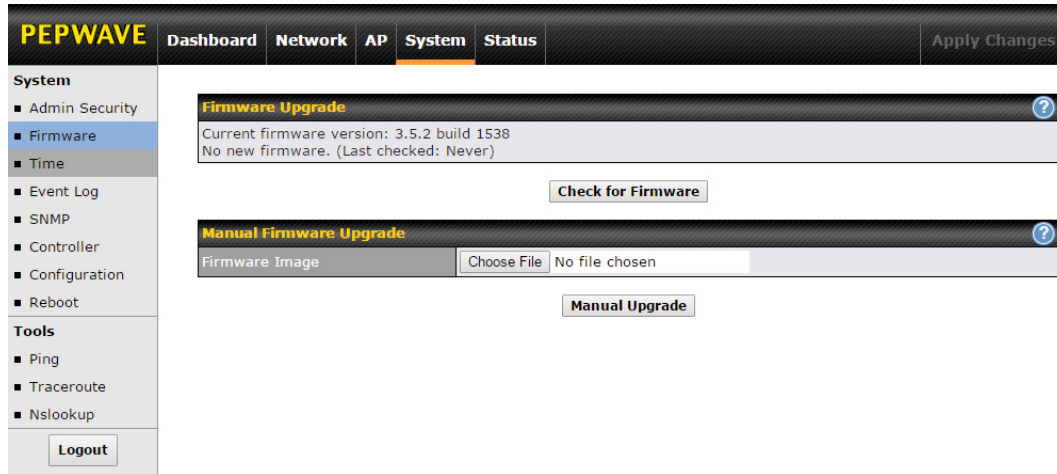 PEPWAVE
Dashboard Network AP System Status Apply Changes
System
Admin Security
Firmware
Time
Event Log
SNMP
Controller
Configuration
Reboot
Tools
Ping
Traceroute
Nslookup
Logout
Firmware Upgrade ?
Current firmware version: 3.5.2 build 1538
No new firmware. (Last checked: Never)
Check for Firmware
Manual Firmware Upgrade ?
Firmware Image Choose File No file chosen
Manual Upgrade